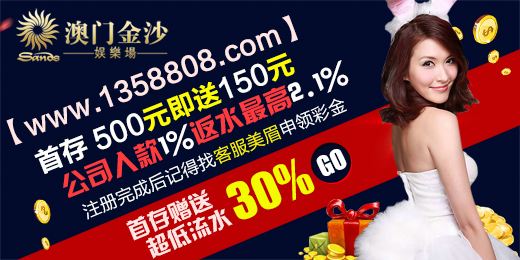 澳门金沙
娱樂場
Sands
【www.1358808.com】
首存 500元即送150元
公司入款1%返水最高2.1%
注册完成后记得找客服美眉申领彩金
首存赠送
超低流水
30%
GO